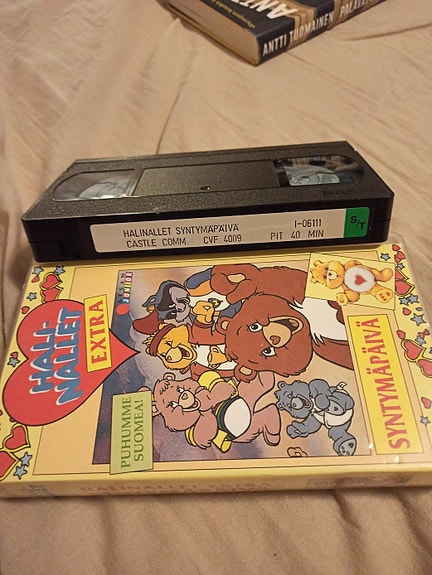 ANTTI TUOMAINEN
HALINALLET SYNTYMÄPÄIVÄ
I-06111
CASTLE COMM
CVF 4009
PIT 40 MIN
S/T
HALI-
NALLET
EXTRA
PUHUMME
SUOMEA!
SYNTYMÄPÄIVÄ